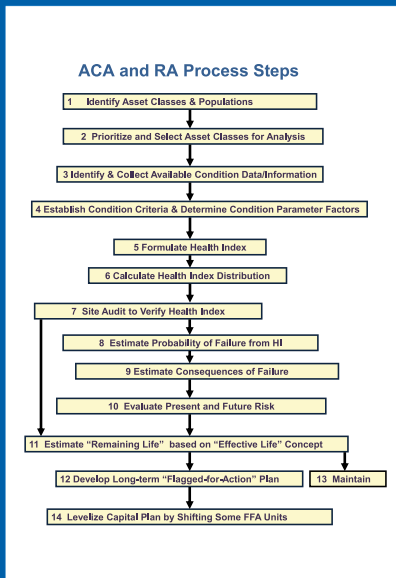 ACA and RA Process Steps
1 Identify Asset Classes & Populations
2 Prioritize and Select Asset Classes for Analysis
3 Identify & Collect Available Condition Data/Information
4 Establish Condition Criteria & Determine Condition Parameter Factors
5 Formulate Health Index
6 Calculate Health Index Distribution
7 Site Audit to Verify Health Index
8 Estimate Probability of Failure from HI
9 Estimate Consequences of Failure
10 Evaluate Present and Future Risk
11 Estimate “Remaining Life” based on “Effective Life” Concept
12 Develop Long-term “Flagged-for-Action” Plan
13 Maintain
14 Levelize Capital Plan by Shifting Some FFA Units